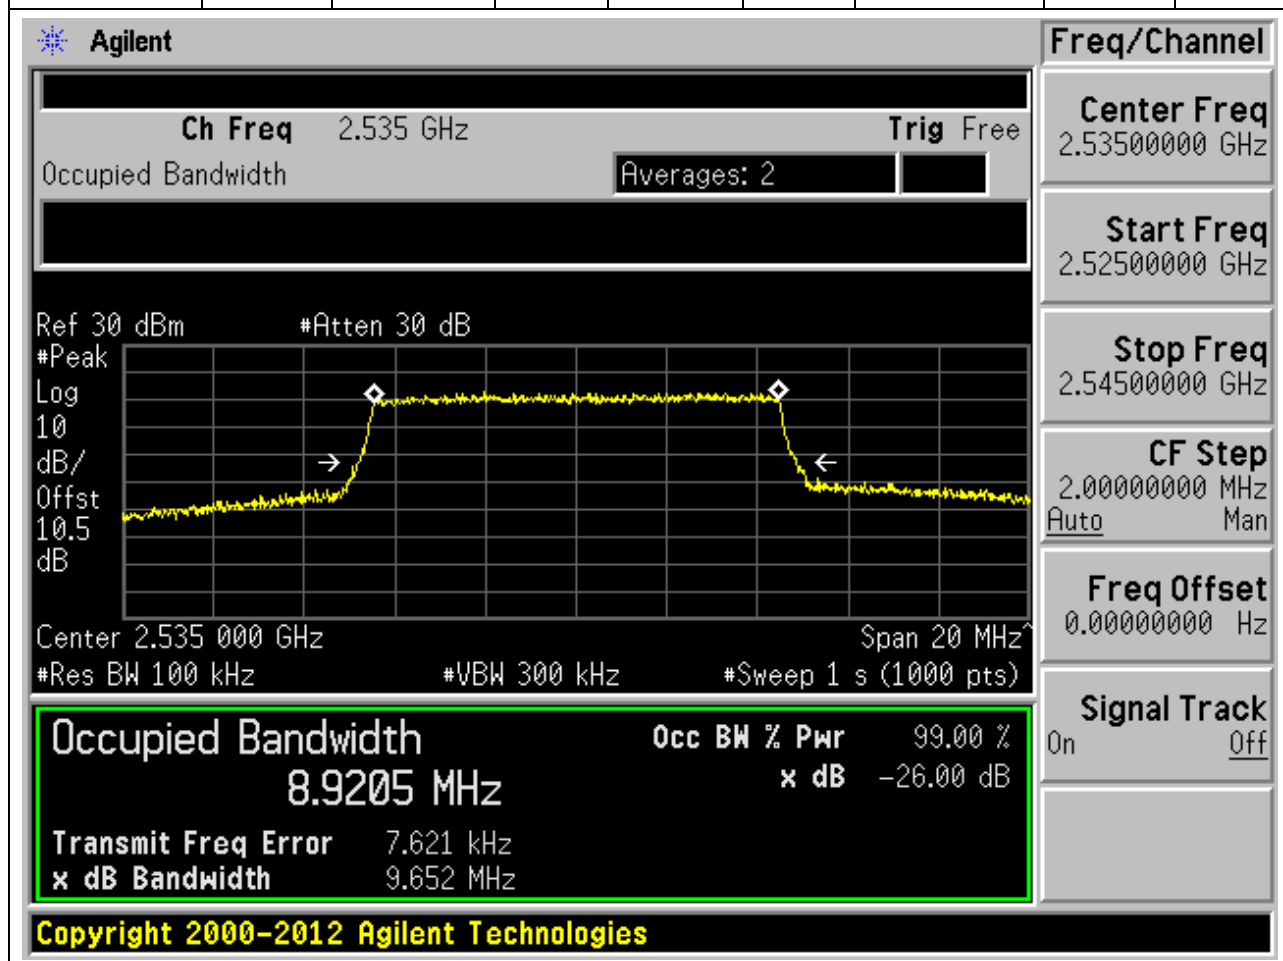 Agilent
Freq/Channel
Ch Freq 2.535 GHz Trig Free
Occupied Bandwidth Averages: 2
Center Freq
2.53500000 GHz
Start Freq
2.52500000 GHz
Stop Freq
2.54500000 GHz
CF Step
2.00000000 MHz
Auto Man
Freq Offset
0.00000000 Hz
Signal Track
On Off
Ref 30 dBm #Atten 30 dB
#Peak
Log
10
dB/
Offst
10.5
dB
Center 2.535 000 GHz Span 20 MHz^
#Res BW 100 kHz #VBW 300 kHz #Sweep 1 s (1000 pts)
Occupied Bandwidth
8.9205 MHz
Occ BW % Pwr 99.00 %
x dB -26.00 dB
Transmit Freq Error 7.621 kHz
x dB Bandwidth 9.652 MHz
Copyright 2000-2012 Agilent Technologies